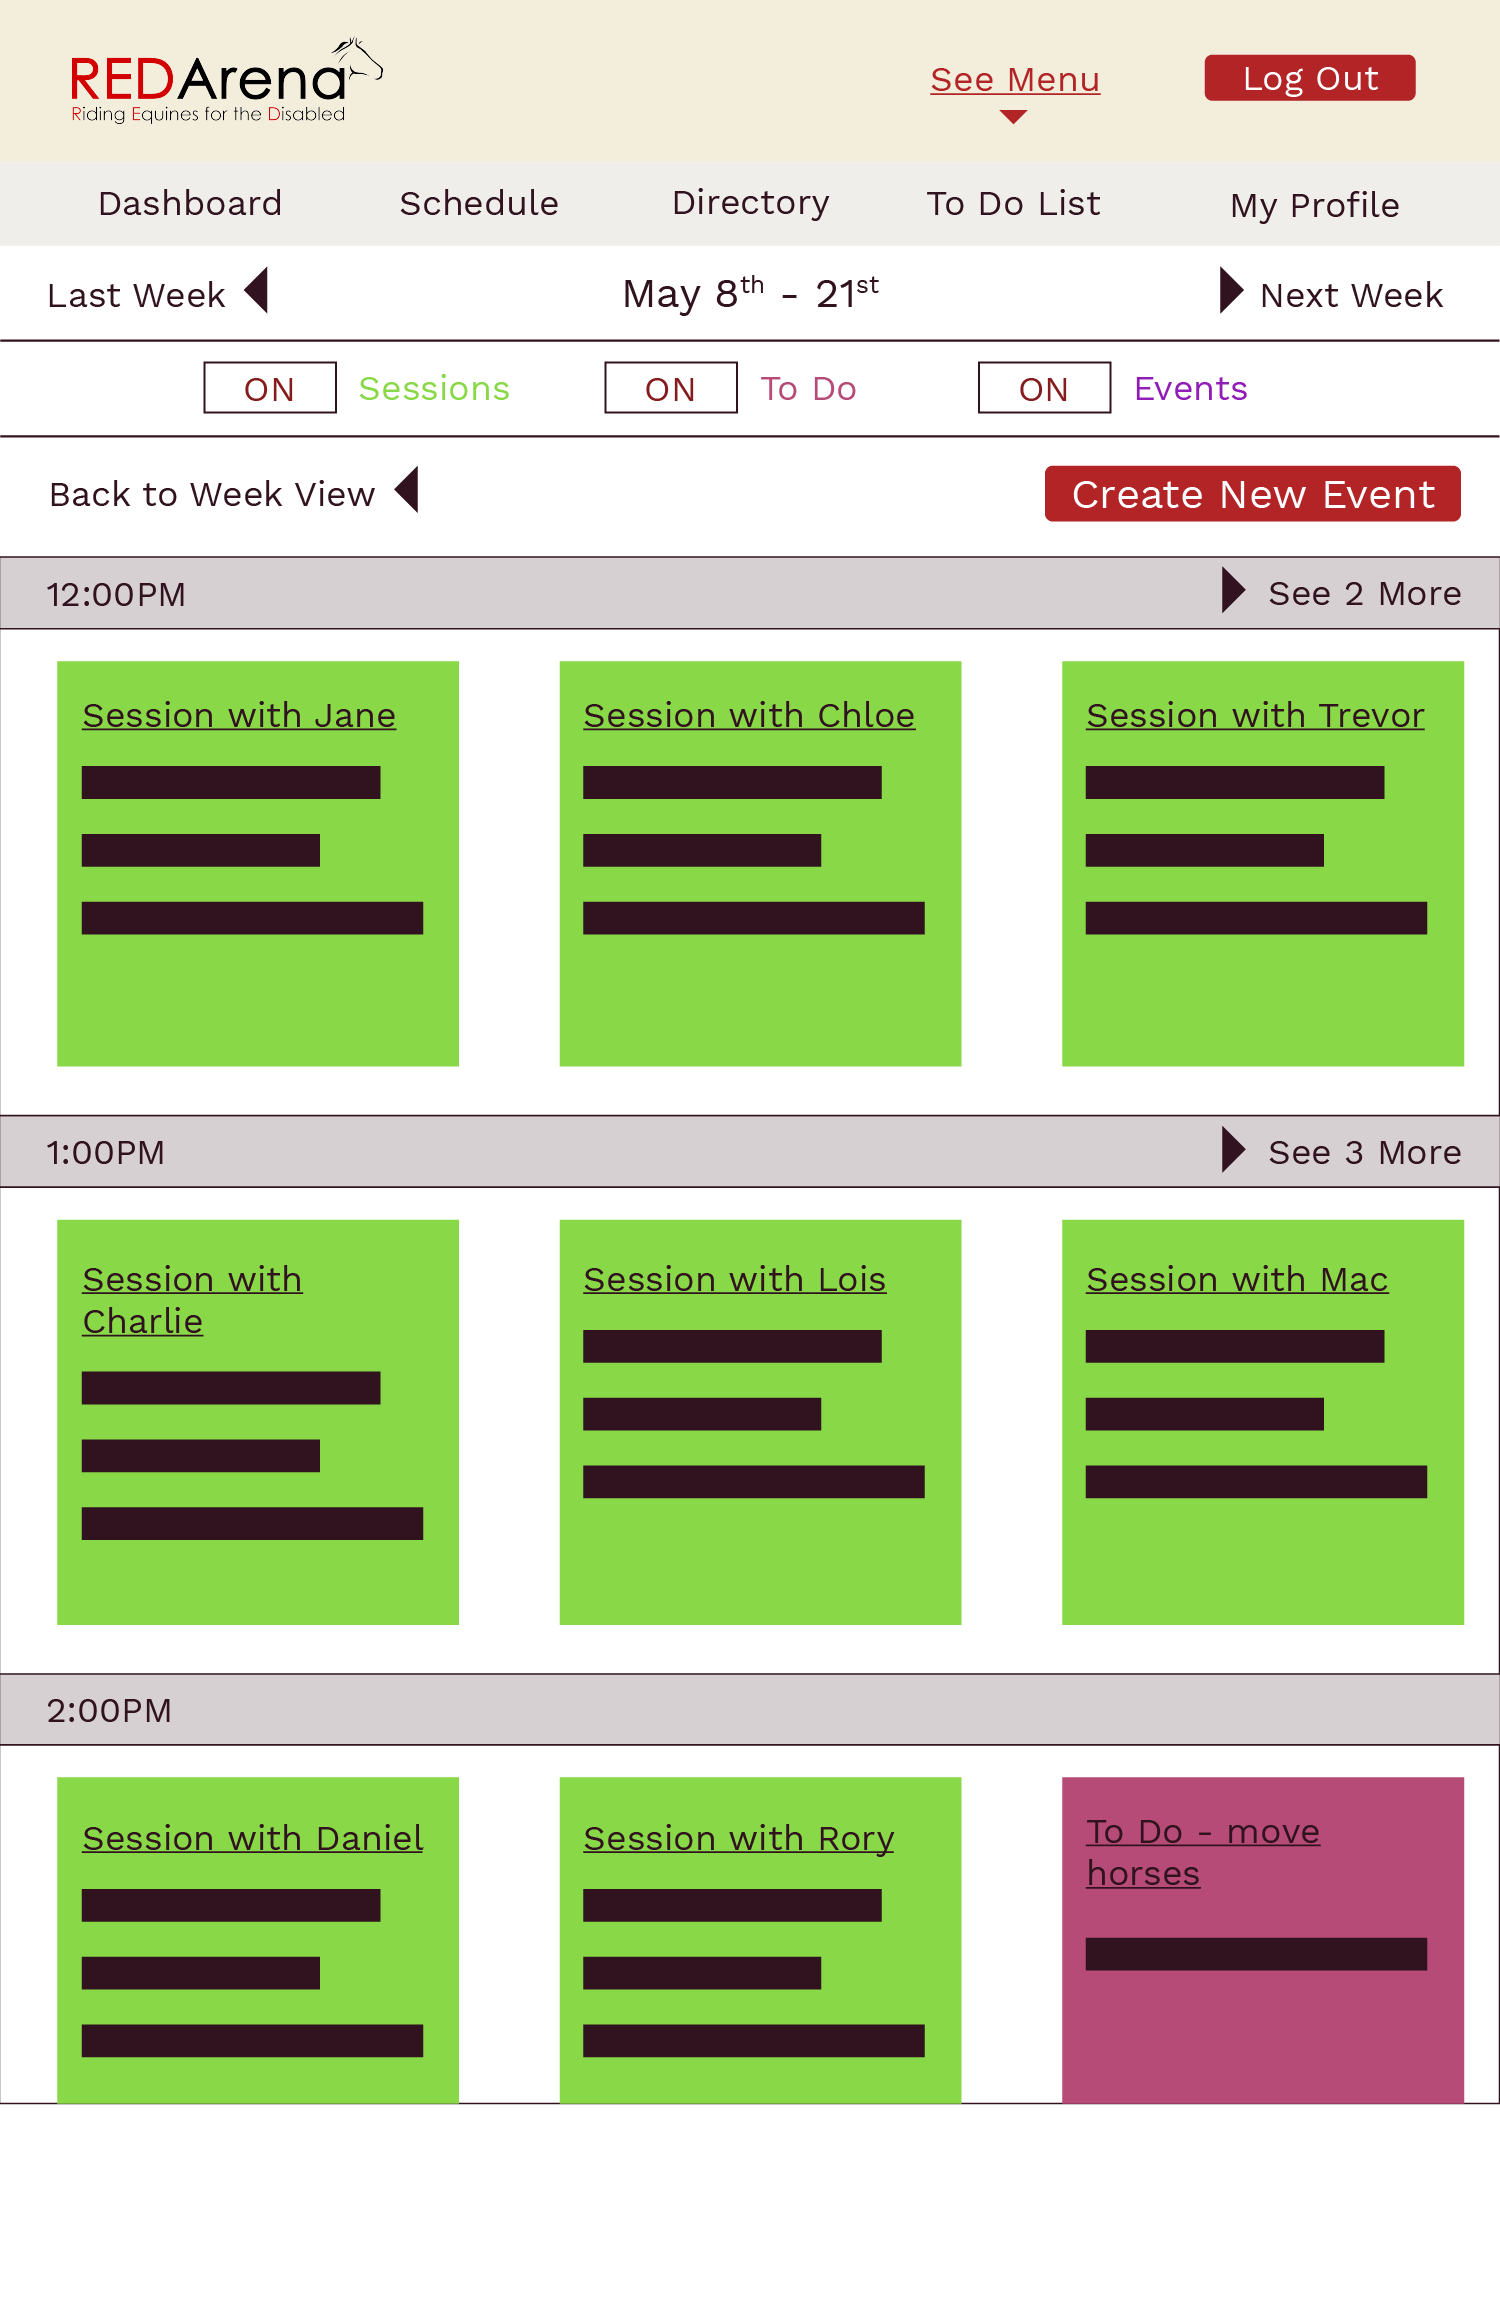 REDArena
Riding Equines for the Disabled
See Menu
Log Out
Dashboard
Schedule
Directory
To Do List
My Profile
Last Week
May 8th - 21st
Next Week
ON
Sessions
ON
To Do
ON
Events
Back to Week View
Create New Event
12:00PM
See 2 More
Session with Jane
Session with Chloe
Session with Trevor
1:00PM
See 3 More
Session with
Charlie
Session with Lois
Session with Mac
2:00PM
Session with Daniel
Session with Rory
To Do - move
horses